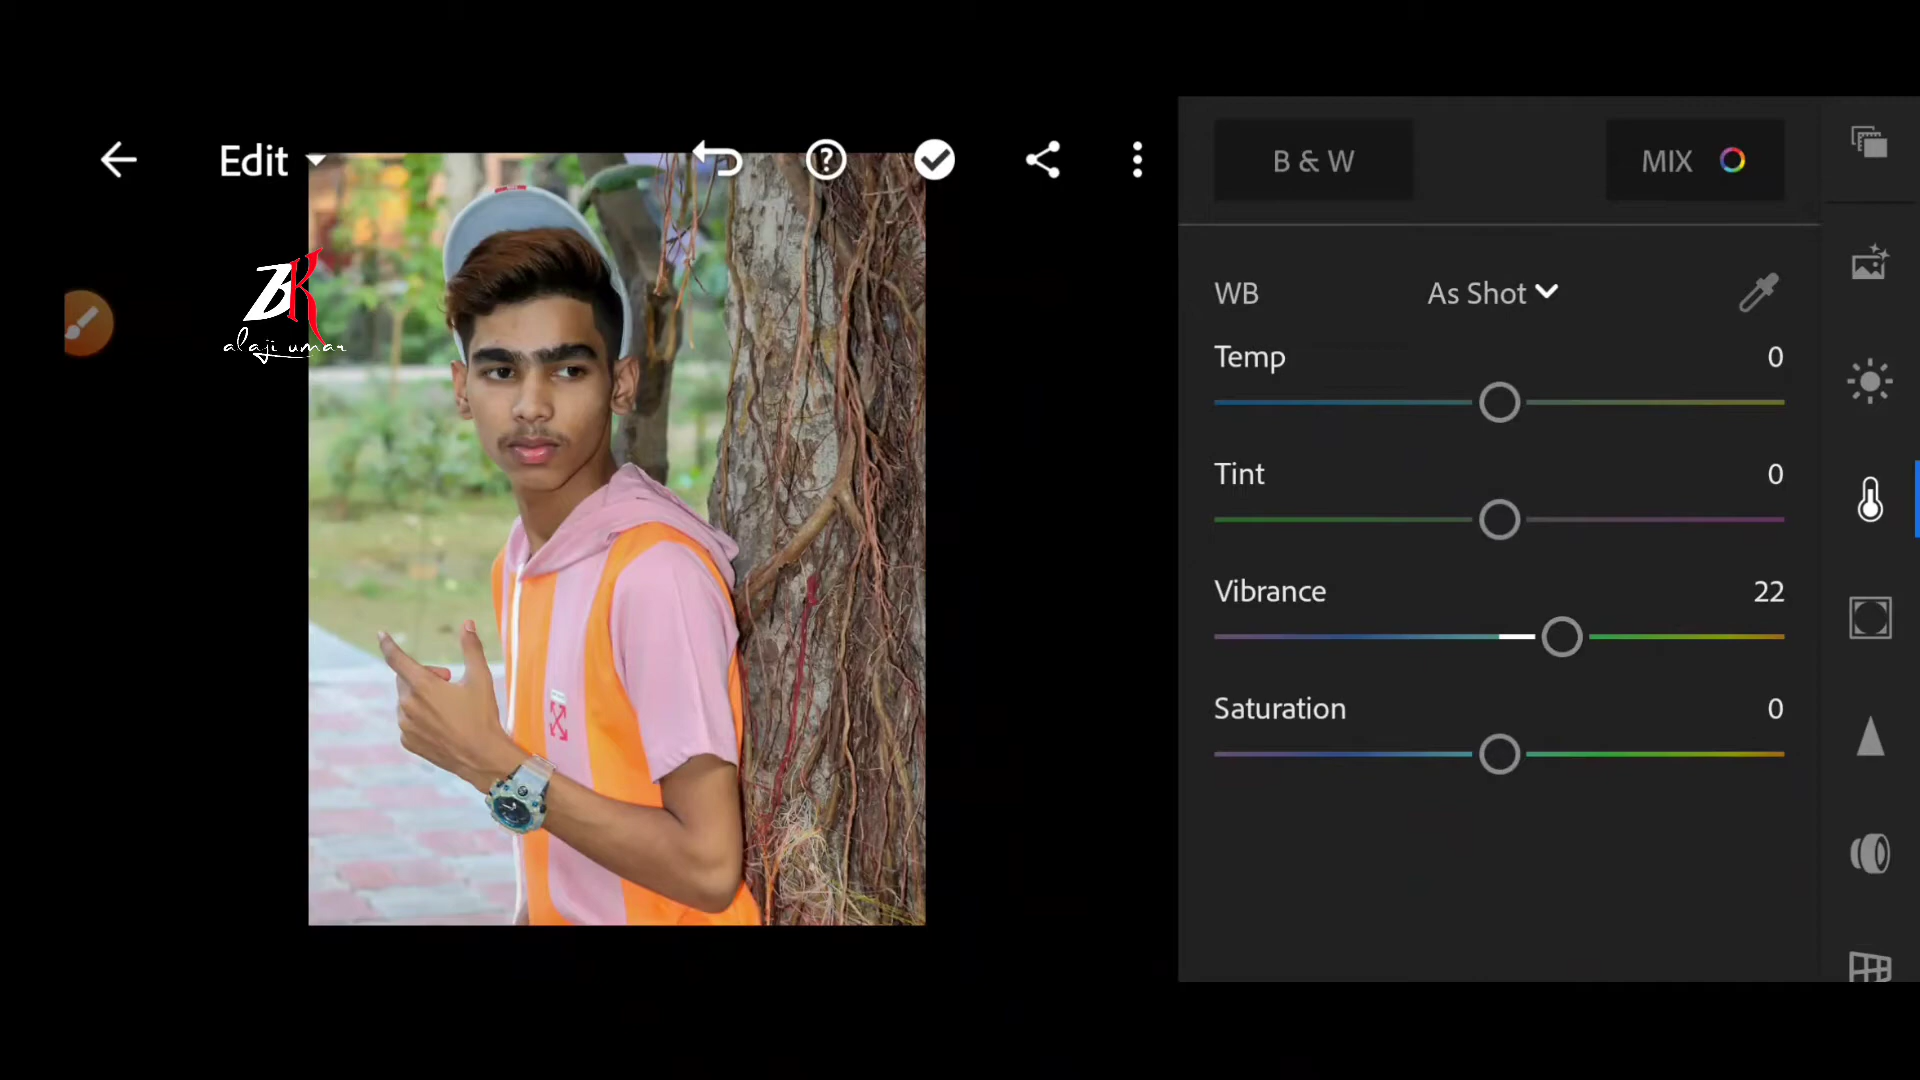 Edit
B & W
MIX
BK
alaji umar
WB
As Shot
Temp
0
Tint
0
Vibrance
22
Saturation
0